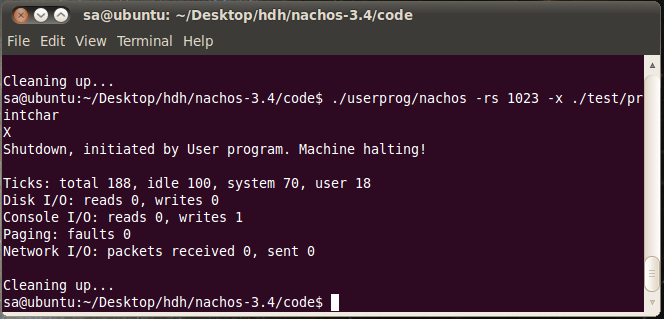 sa@ubuntu: ~/Desktop/hdh/nachos-3.4/code
File Edit View Terminal Help
Cleaning up...
sa@ubuntu:~/Desktop/hdh/nachos-3.4/code$ ./userprog/nachos -rs 1023 -x ./test/pr
intchar
X
Shutdown, initiated by User program. Machine halting!
Ticks: total 188, idle 100, system 70, user 18
Disk I/O: reads 0, writes 0
Console I/O: reads 0, writes 1
Paging: faults 0
Network I/O: packets received 0, sent 0
Cleaning up...
sa@ubuntu:~/Desktop/hdh/nachos-3.4/code$